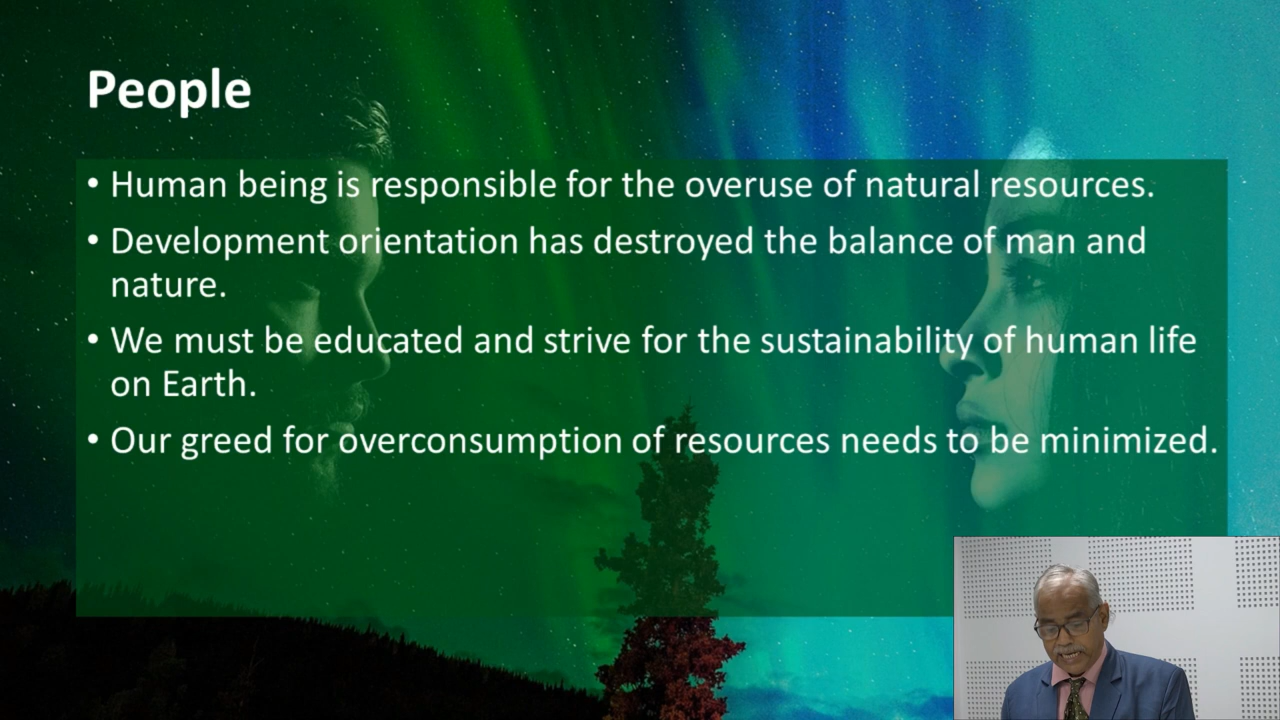 People
• Human being is responsible for the overuse of natural resources.
• Development orientation has destroyed the balance of man and
nature.
• We must be educated and strive for the sustainability of human life
on Earth.
• Our greed for overconsumption of resources needs to be minimized.